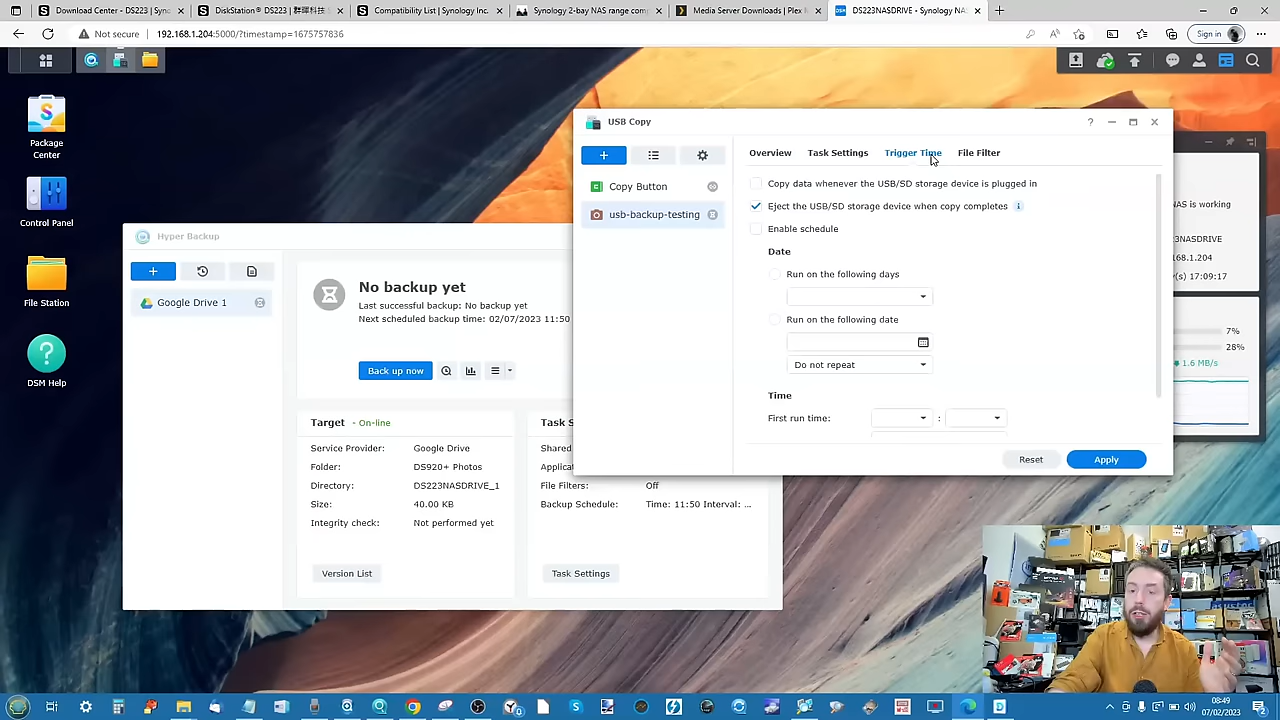 Download Center - DS223 | Sync
DiskStation® DS223 | 群暉科技 S
Compatibility List | Synology Inc.
Synology 2-bay NAS range comp
Media Server Downloads | Plex M
DS223NASDRIVE - Synology NAS
Not secure
192.168.1.204:5000/?timestamp=1675757836
Sign in
Package
Center
Control Panel
File Station
DSM Help
Hyper Backup
Google Drive 1
No backup yet
Last successful backup: No backup yet
Next scheduled backup time: 02/07/2023 11:50
Back up now
Target - On-line
Service Provider: Google Drive
Folder: DS920+ Photos
Directory: DS223NASDRIVE_1
Size: 40.00 KB
Integrity check: Not performed yet
Version List
Task S
Shared
Applicat
File Filters: Off
Backup Schedule: Time: 11:50 Interval: ...
Task Settings
USB Copy
Copy Button
usb-backup-testing
Overview
Task Settings
Trigger Time
File Filter
Copy data whenever the USB/SD storage device is plugged in
Eject the USB/SD storage device when copy completes
Enable schedule
Date
Run on the following days
Run on the following date
Do not repeat
Time
First run time: :
Reset
Apply
NAS is working
3NASDRIVE
68.1.204
y(s) 17:09:17
7%
28%
1.6 MB/s
08:49
07/02/2023